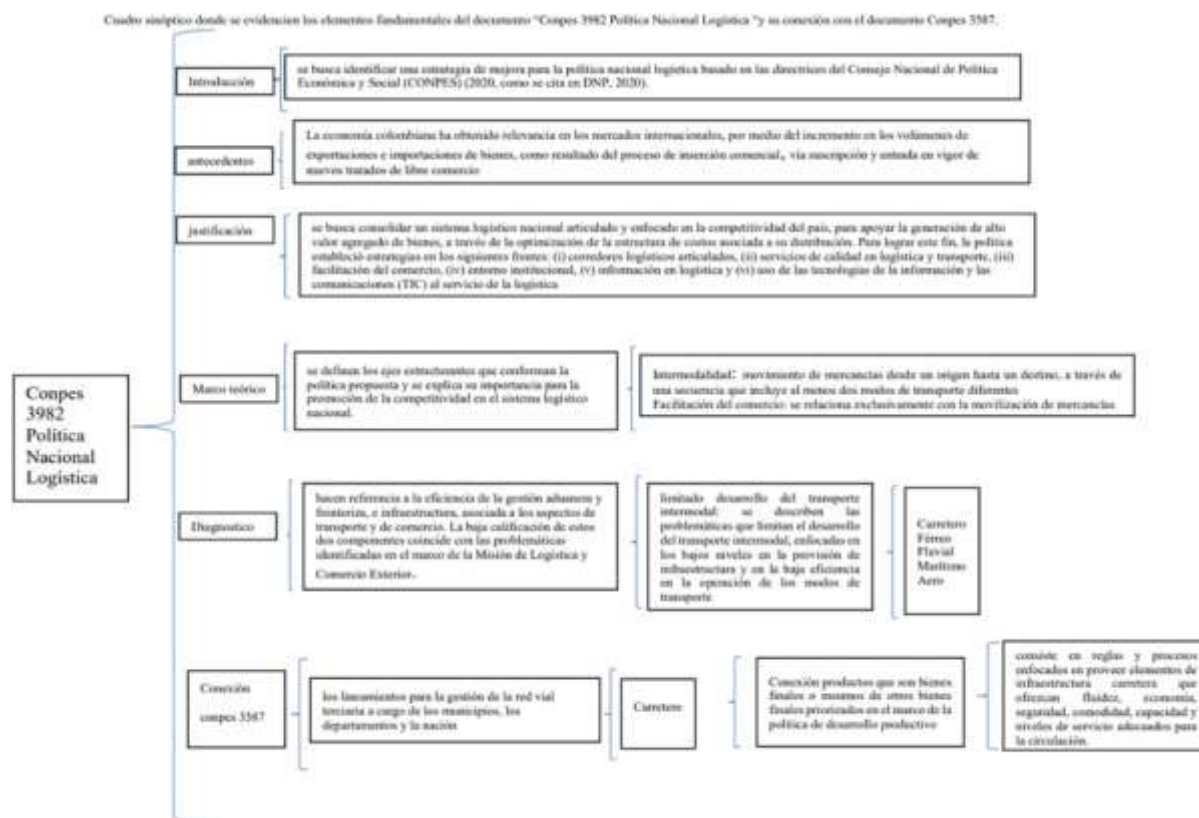 Cuadro sinóptico donde se evidencien los elementos fundamentales del documento "Conpes 3982 Política Nacional Logística "y su conexión con el documento Conpes 3587.
Introducción
se busca identificar una estrategia de mejora para la política nacional logística basado en las directrices del Consejo Nacional de Política
Económica y Social (CONPES) (2020, como se cita en DNP, 2020).
antecedentes
La economía colombiana ha obtenido relevancia en los mercados internacionales, por medio del incremento en los volúmenes de
exportaciones e importaciones de bienes, como resultado del proceso de inserción comercial, vía suscripción y entrada en vigor de
nuevos tratados de libre comercio
justificación
se busca consolidar un sistema logístico nacional articulado y enfocado en la competitividad del país, para apoyar la generación de alto
valor agregado de bienes, a través de la optimización de la estructura de costos asociada a su distribución. Para lograr este fin, la política
estableció estrategias en los siguientes frentes: (i) corredores logísticos articulados, (ii) servicios de calidad en logística y transporte, (iii)
facilitación del comercio, (iv) entorno institucional, (v) información en logística y (vi) uso de las tecnologías de la información y las
comunicaciones (TIC) al servicio de la logística
Conpes
3982
Política
Nacional
Logística
Marco teórico
se definen los ejes estructurantes que conforman la
política propuesta y se explica su importancia para la
promoción de la competitividad en el sistema logístico
nacional.
Intermodalidad: movimiento de mercancías desde un origen hasta un destino, a través de
una secuencia que incluye al menos dos modos de transporte diferentes
Facilitación del comercio: se relaciona exclusivamente con la movilización de mercancías
Diagnostico
hacen referencia a la eficiencia de la gestión aduanera y
fronteriza, e infraestructura, asociada a los aspectos de
transporte y de comercio. La baja calificación de estos
dos componentes coincide con las problemáticas
identificadas en el marco de la Misión de Logística y
Comercio Exterior.
limitado desarrollo del transporte
intermodal: se describen las
problemáticas que limitan el desarrollo
del transporte intermodal, enfocadas en
los bajos niveles en la provisión de
infraestructura y en la baja eficiencia
en la operación de los modos de
transporte
Carretero
Férreo
Fluvial
Marítimo
Aero
Conexión
conpes 3587
los lineamientos para la gestión de la red vial
terciaria a cargo de los municipios, los
departamentos y la nación
Carretero
Conexión productos que son bienes
finales o insumos de otros bienes
finales priorizados en el marco de la
política de desarrollo productivo
consiste en reglas y procesos
enfocados en proveer elementos de
infraestructura carretera que
ofrezcan fluidez, economía,
seguridad, comodidad, capacidad y
niveles de servicio adecuados para
la circulación.